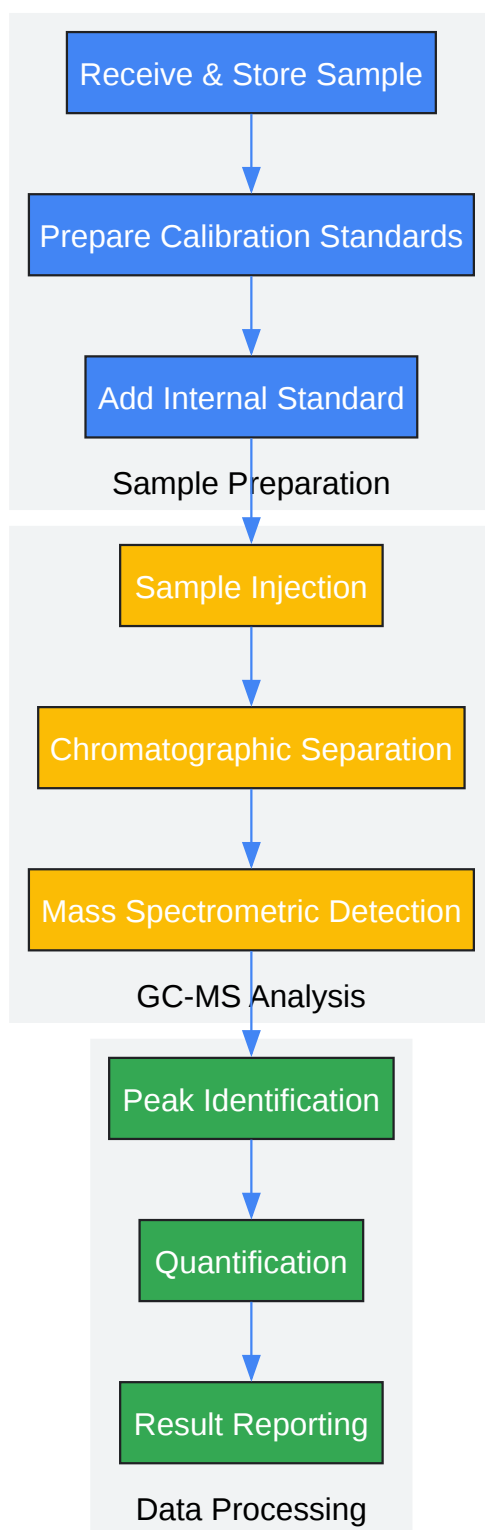 Receive & Store Sample
Prepare Calibration Standards
Add Internal Standard
Sample Preparation
Sample Injection
Chromatographic Separation
Mass Spectrometric Detection
GC-MS Analysis
Peak Identification
Quantification
Result Reporting
Data Processing